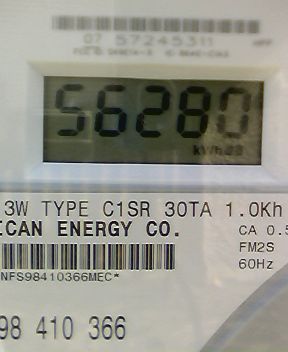 07 57245311
56280
kWh
3W TYPE C1SR 30TA 1.0Kh
ICAN ENERGY CO.
CA 0.5
FM2S
60Hz
NFS98410366MEC*
98 410 366